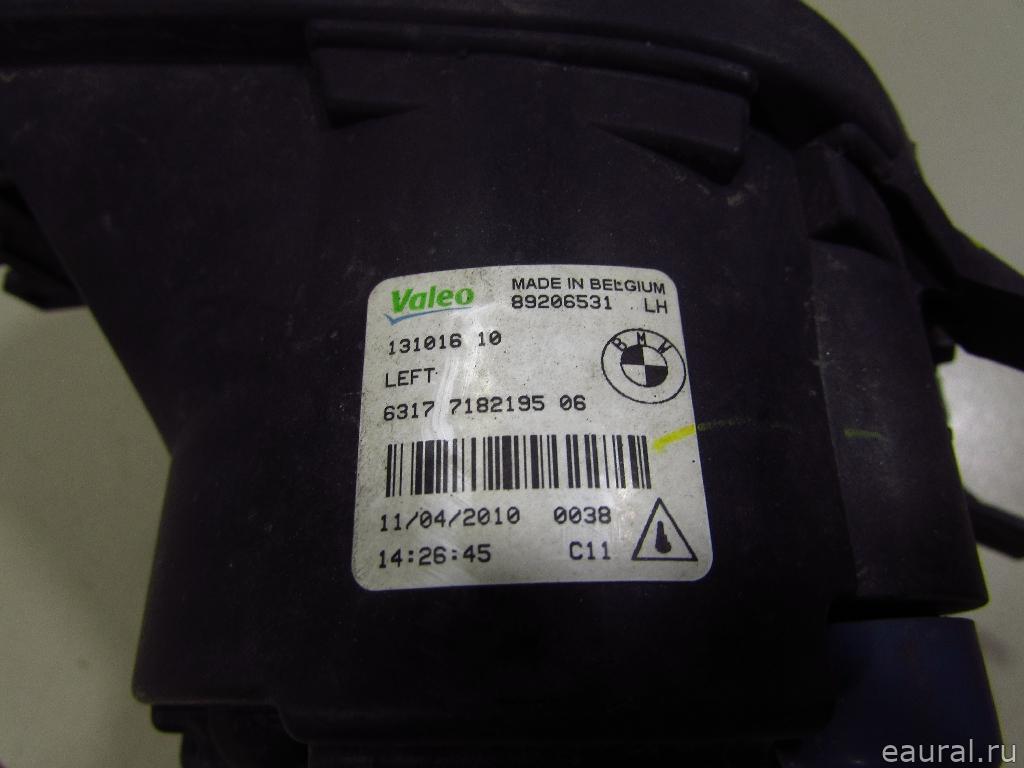 Valeo
MADE IN BELGIUM
89206531 LH
131016 10
LEFT
BMW
6317 7182195 06
11/04/2010 0038
14:26:45 C11
eaural.ru